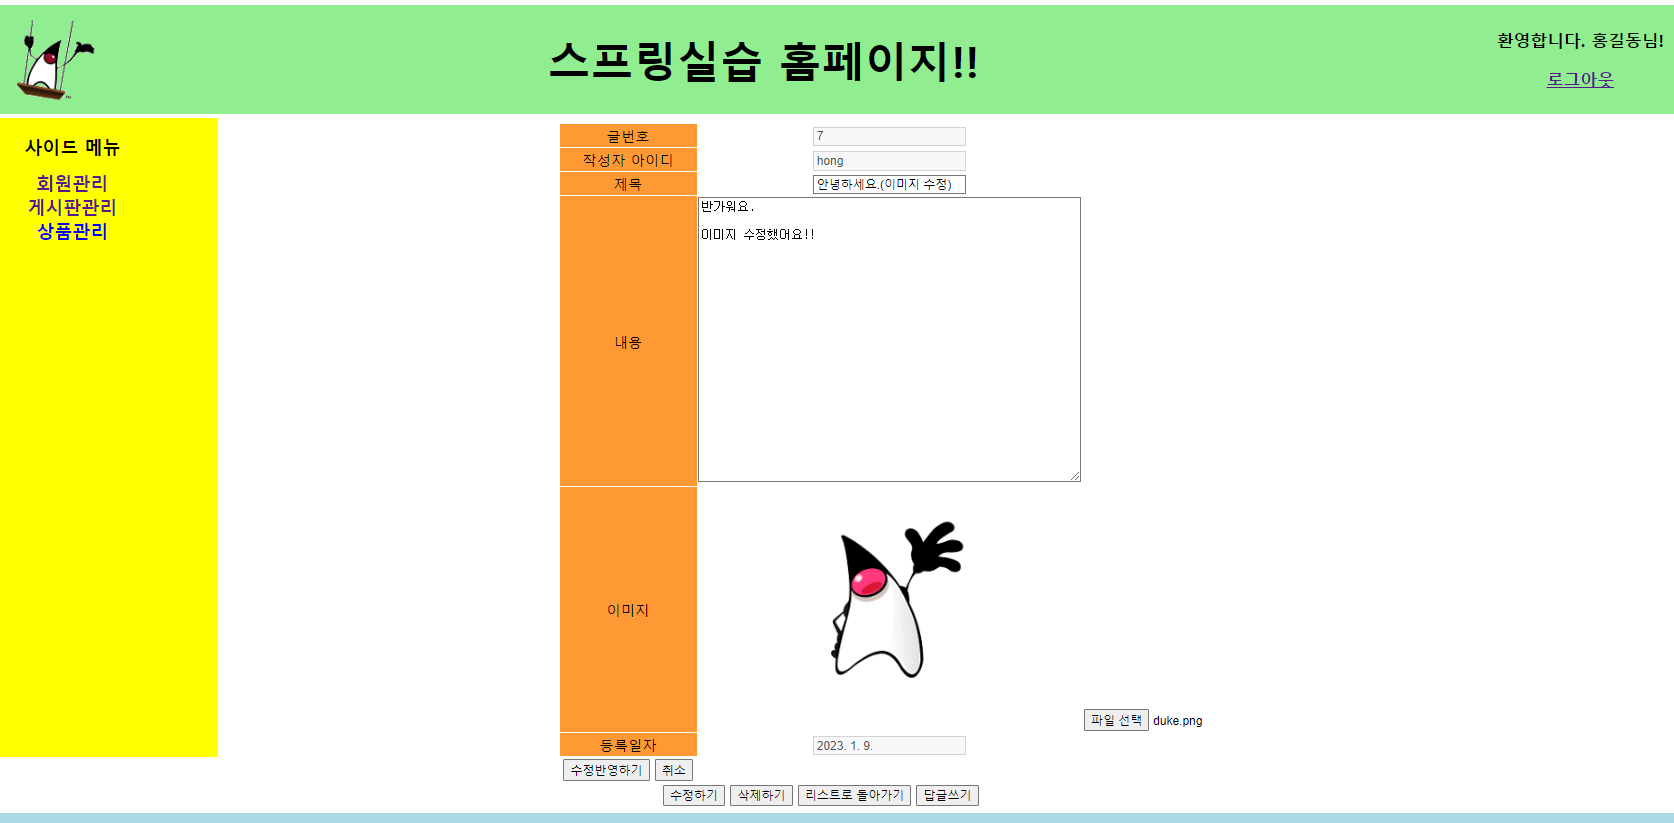 스프링실습 홈페이지!!
환영합니다. 홍길동님!
로그아웃
사이드 메뉴
회원관리
게시판관리
상품관리
글번호 7
작성자 아이디 hong
제목 안녕하세요.(이미지 수정)
내용
반가워요.
이미지 수정했어요!!
이미지
파일 선택 duke.png
등록일자 2023. 1. 9.
수정반영하기 취소
수정하기 삭제하기 리스트로 돌아가기 답글쓰기